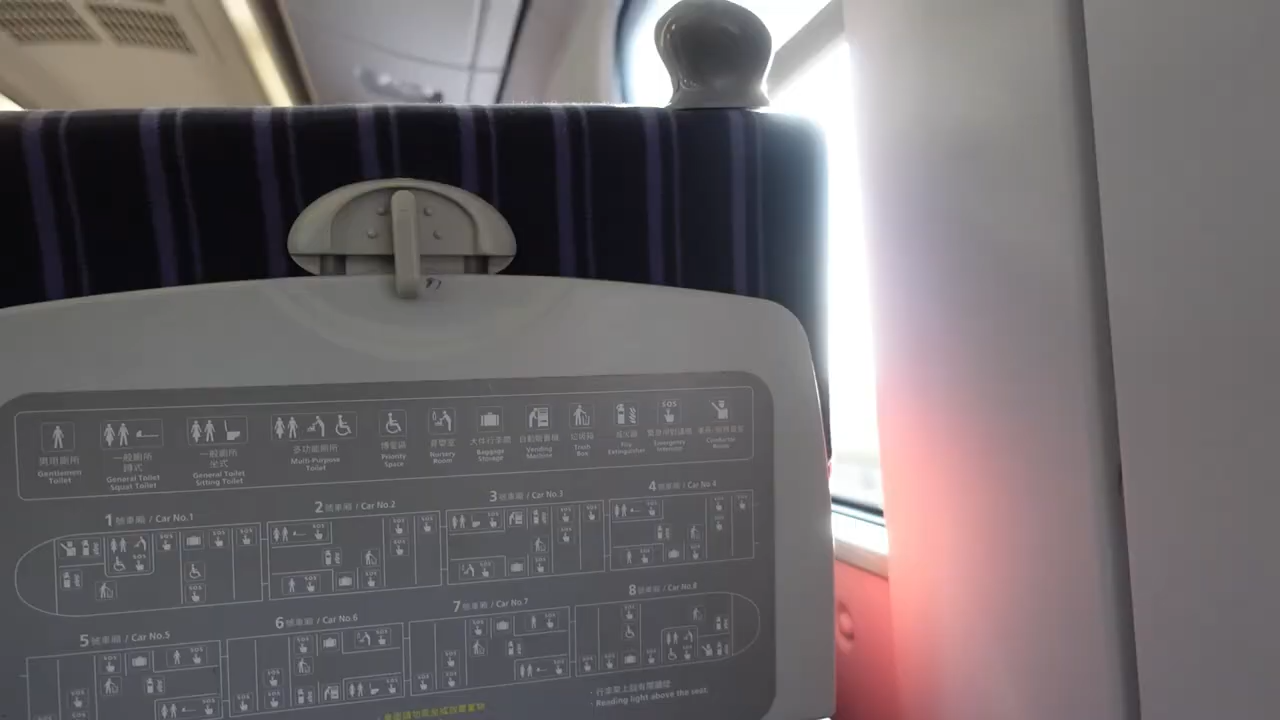 男用廁所
Gentlemen
Toilet
一般廁所
蹲式
General Toilet
Squat Toilet
一般廁所
坐式
General Toilet
Sitting Toilet
多功能廁所
Multi-Purpose
Toilet
博愛區
Priority
Space
育嬰室
Nursery
Room
大件行李區
Baggage
Storage
自動販賣機
Vending
Machine
垃圾箱
Trash
Box
滅火器
Fire
Extinguisher
SOS
Emergency
Conductor
Room
1號車廂 / Car No.1
2號車廂 / Car No.2
3號車廂 / Car No.3
4號車廂 / Car No.4
5號車廂 / Car No.5
6號車廂 / Car No.6
7號車廂 / Car No.7
8號車廂 / Car No.8
· Reading light above the seat.